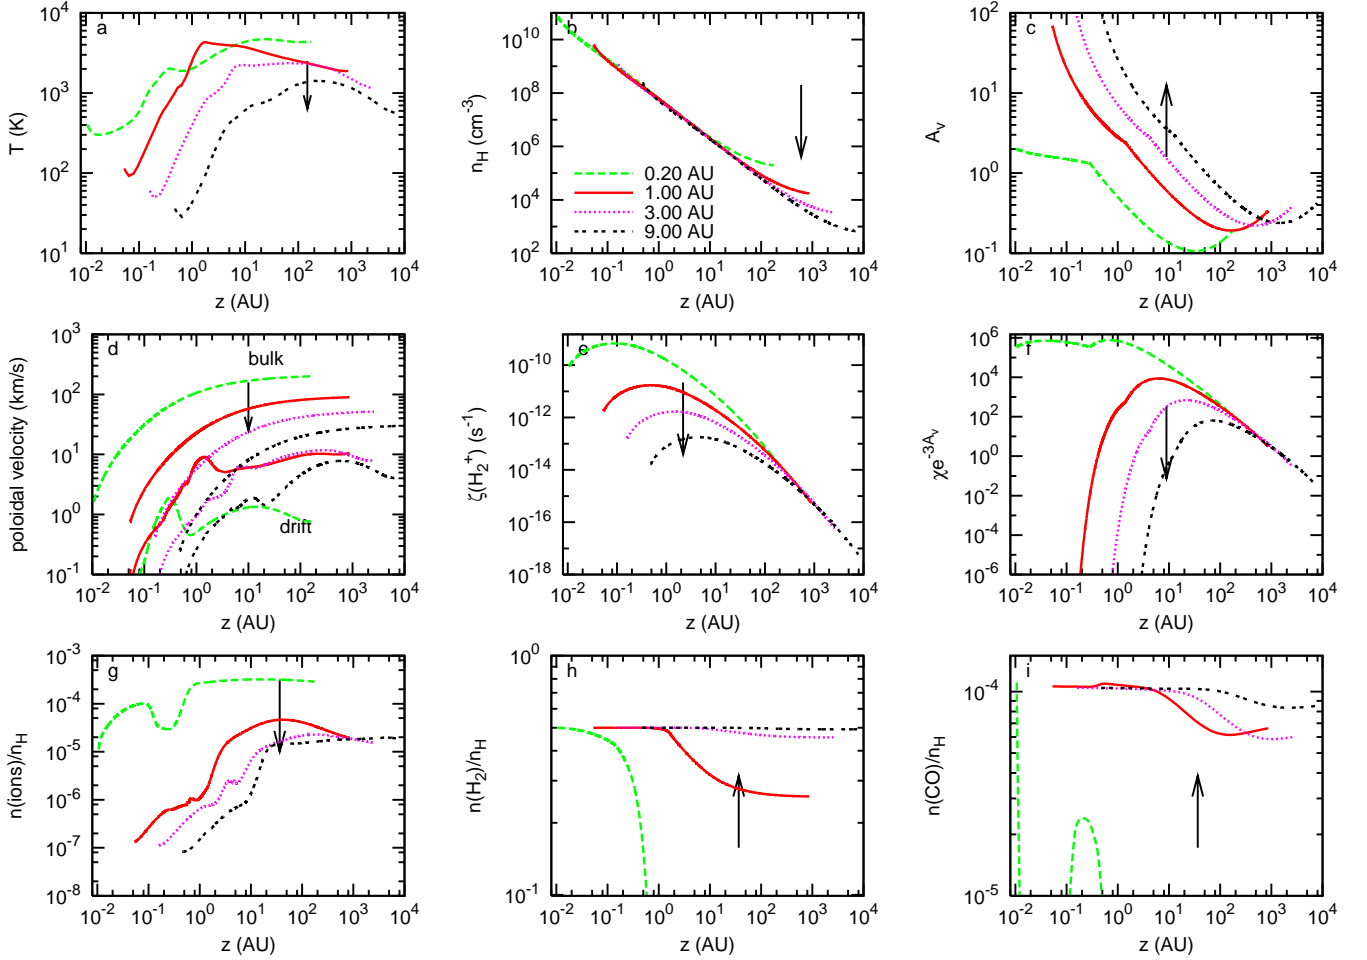 a
T (K)
10^4
10^3
10^2
10^1
10^-2 10^-1 10^0 10^1 10^2 10^3 10^4
z (AU)
b
n_H (cm^-3)
10^10
10^8
10^6
10^4
10^2
0.20 AU
1.00 AU
3.00 AU
9.00 AU
10^-2 10^-1 10^0 10^1 10^2 10^3 10^4
z (AU)
c
A_v
10^2
10^1
10^0
10^-1
10^-2 10^-1 10^0 10^1 10^2 10^3 10^4
z (AU)
d
bulk
drift
poloidal velocity (km/s)
10^3
10^2
10^1
10^0
10^-1
10^-2 10^-1 10^0 10^1 10^2 10^3 10^4
z (AU)
e
ζ(H_2^+) (s^-1)
10^-10
10^-12
10^-14
10^-16
10^-18
10^-2 10^-1 10^0 10^1 10^2 10^3 10^4
z (AU)
f
χe^-3A_v
10^6
10^4
10^2
10^0
10^-2
10^-4
10^-6
10^-2 10^-1 10^0 10^1 10^2 10^3 10^4
z (AU)
g
n(ions)/n_H
10^-3
10^-4
10^-5
10^-6
10^-7
10^-8
10^-2 10^-1 10^0 10^1 10^2 10^3 10^4
z (AU)
h
n(H_2)/n_H
10^0
10^-1
10^-2 10^-1 10^0 10^1 10^2 10^3 10^4
z (AU)
i
n(CO)/n_H
10^-4
10^-5
10^-2 10^-1 10^0 10^1 10^2 10^3 10^4
z (AU)